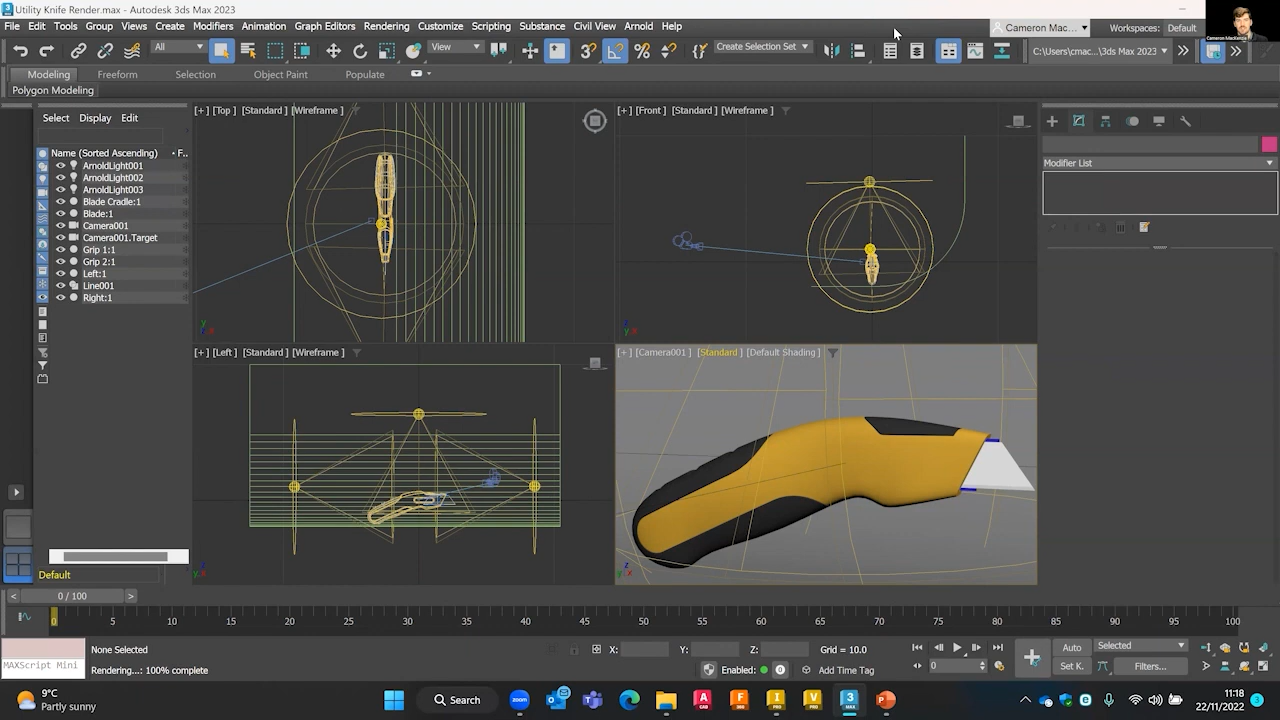 Utility Knife Render.max - Autodesk 3ds Max 2023
File Edit Tools Group Views Create Modifiers Animation Graph Editors Rendering Customize Scripting Substance Civil View Arnold Help
Cameron Mac... Workspaces: Default
Cameron MacKenzie
All View Create Selection Set C:\Users\cmac...\3ds Max 2023
Modeling Freeform Selection Object Paint Populate
Polygon Modeling
Select Display Edit
Name (Sorted Ascending) F..
ArnoldLight001
ArnoldLight002
ArnoldLight003
Blade Cradle:1
Blade:1
Camera001
Camera001.Target
Grip 1:1
Grip 2:1
Left:1
Line001
Right:1
Default
[+] [Top] [Standard] [Wireframe]
[+] [Front] [Standard] [Wireframe]
[+] [Left] [Standard] [Wireframe]
[+] [Camera001] [Standard] [Default Shading]
Modifier List
0 / 100
0 5 10 15 20 25 30 35 40 45 50 55 60 65 70 75 80 85 90 95 100
None Selected X: Y: Z: Grid = 10.0 Auto Selected
MAXScript Mini Rendering... 100% complete Enabled: Add Time Tag 0 Set K. Filters...
9°C
Partly sunny
Search
11:18
22/11/2022